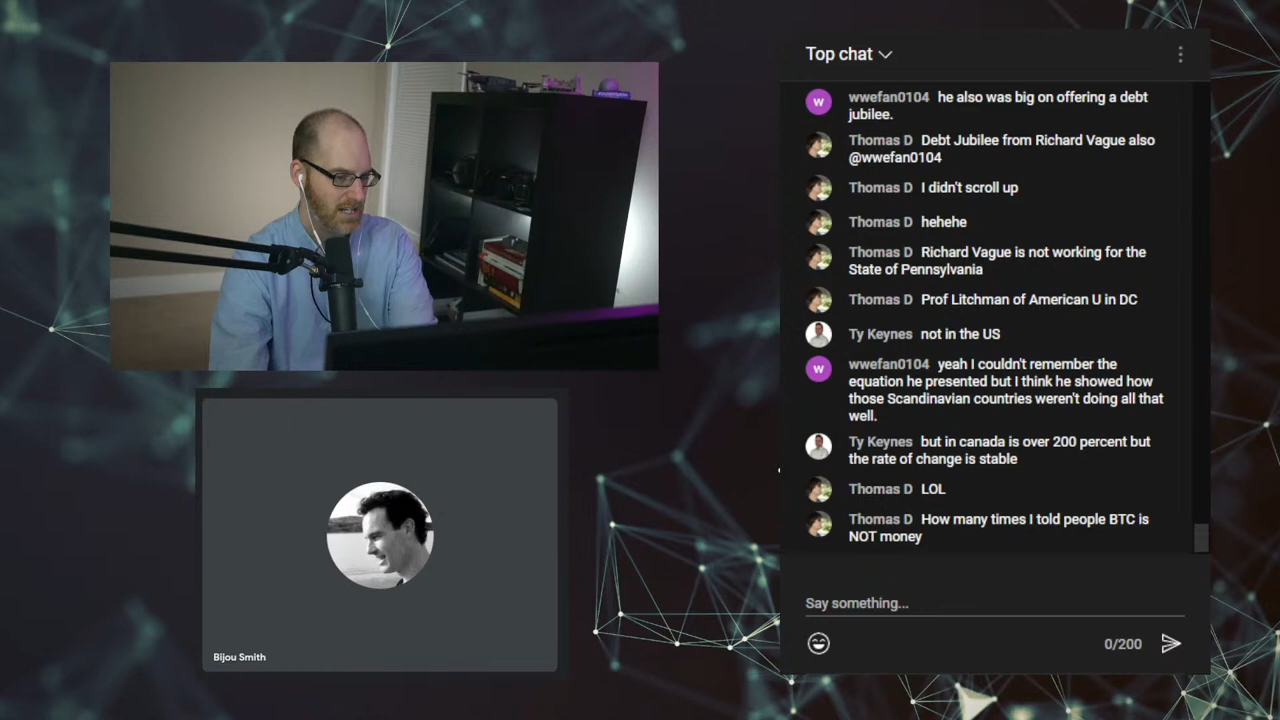 Top chat
wwefan0104 he also was big on offering a debt
jubilee.
Thomas D Debt Jubilee from Richard Vague also
@wwefan0104
Thomas D I didn't scroll up
Thomas D hehehe
Thomas D Richard Vague is not working for the
State of Pennsylvania
Thomas D Prof Litchman of American U in DC
Ty Keynes not in the US
W
wwefan0104 yeah I couldn't remember the
equation he presented but I think he showed how
those Scandinavian countries weren't doing all that
well.
Ty Keynes but in canada is over 200 percent but
the rate of change is stable
Thomas D LOL
Thomas D How many times I told people BTC is
NOT money
Say something...
0/200
Bijou Smith